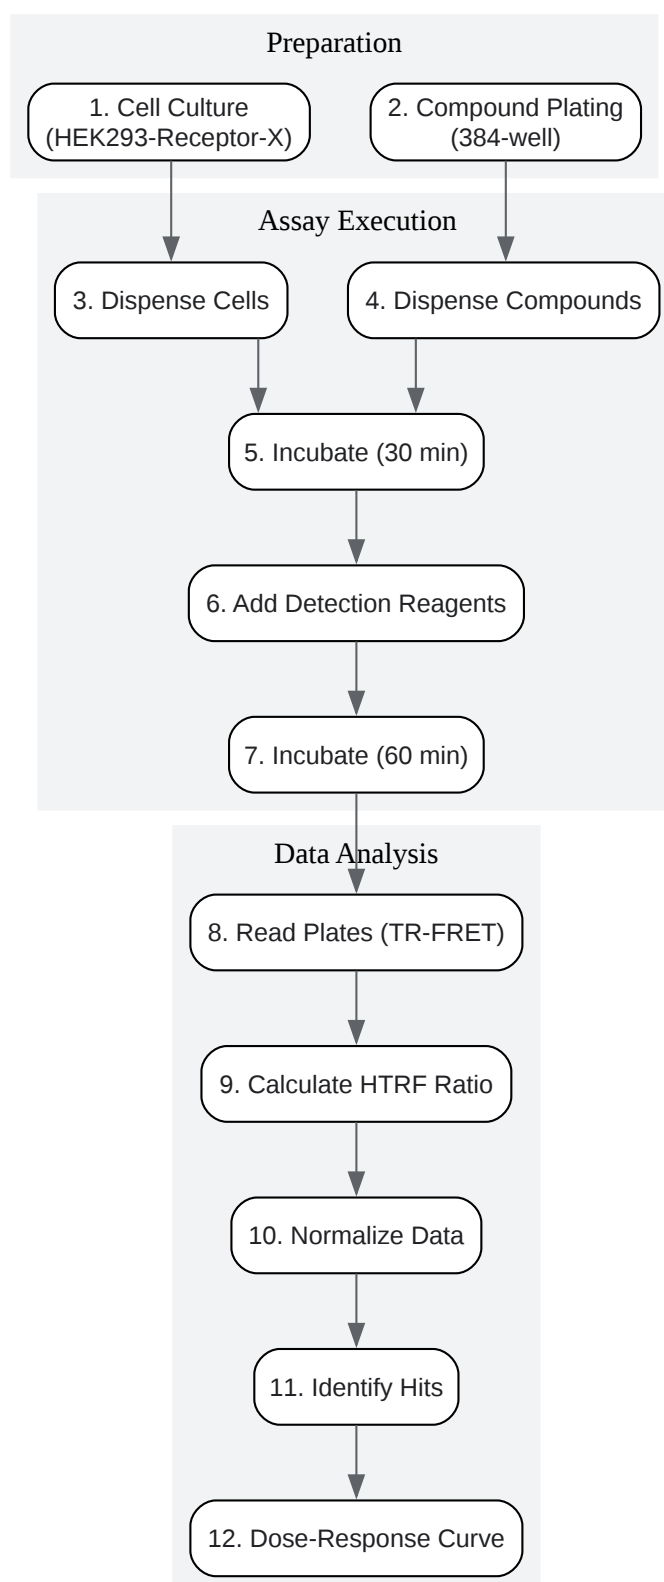 Preparation
1. Cell Culture
(HEK293-Receptor-X)
2. Compound Plating
(384-well)
Assay Execution
3. Dispense Cells
4. Dispense Compounds
5. Incubate (30 min)
6. Add Detection Reagents
7. Incubate (60 min)
Data Analysis
8. Read Plates (TR-FRET)
9. Calculate HTRF Ratio
10. Normalize Data
11. Identify Hits
12. Dose-Response Curve